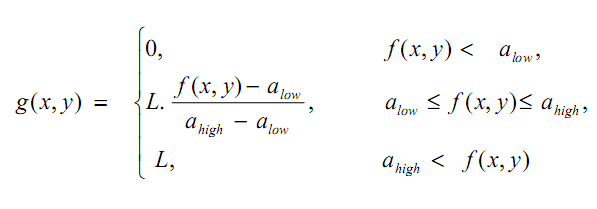 0, f(x, y) < a_low,
g(x, y) = { L. (f(x, y) − a_low) / (a_high − a_low), a_low ≤ f(x, y) ≤ a_high,
L, a_high < f(x, y)